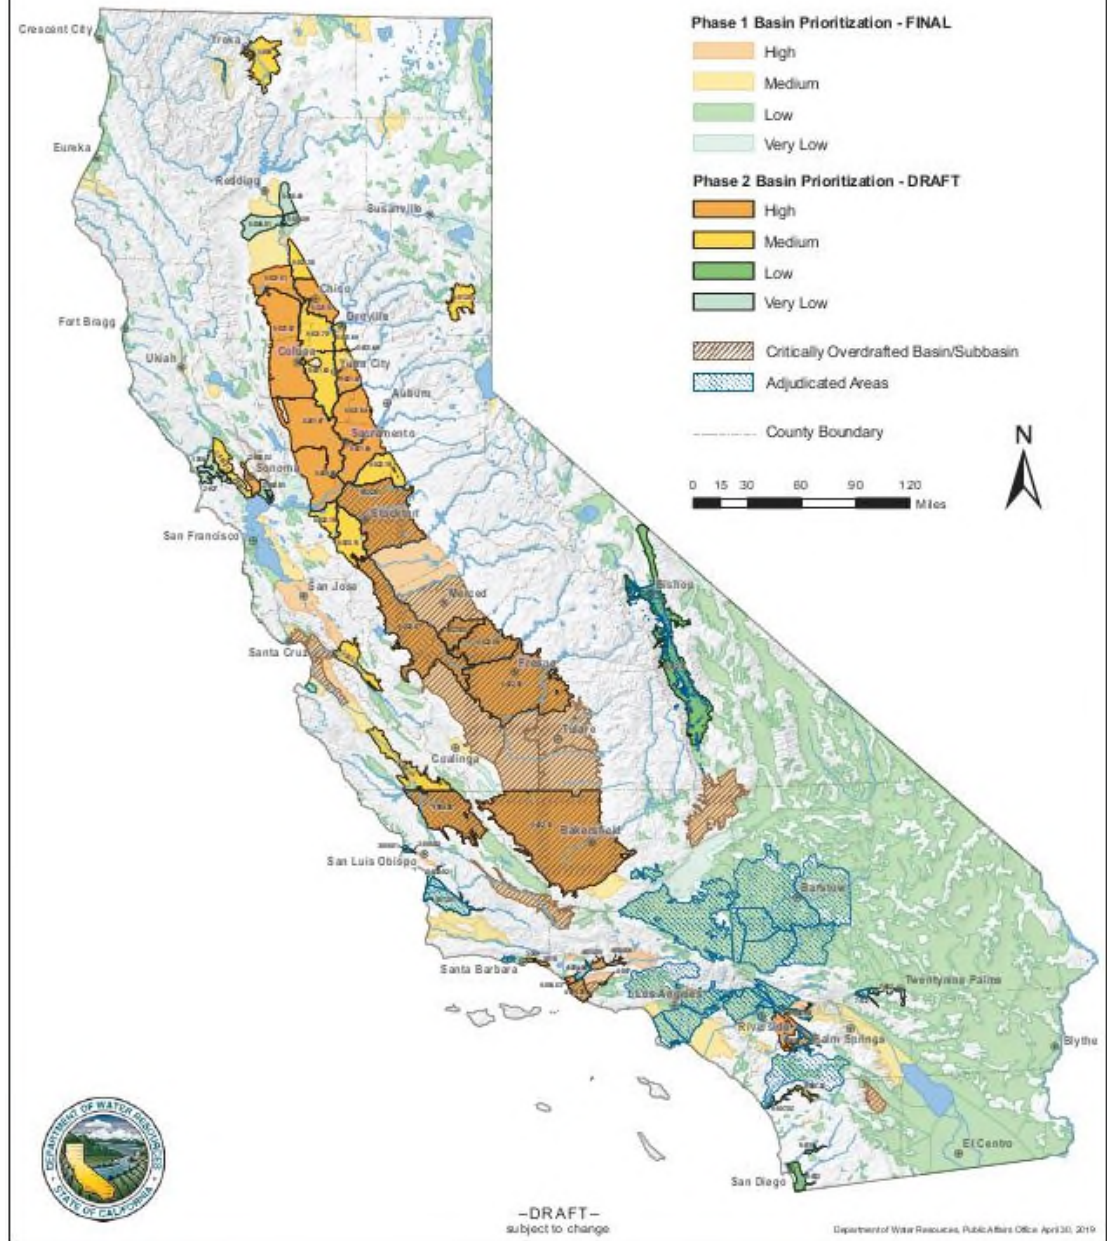 Phase 1 Basin Prioritization - FINAL
High
Medium
Low
Very Low
Phase 2 Basin Prioritization - DRAFT
High
Medium
Low
Very Low
Critically Overdrafted Basin/Subbasin
Adjudicated Areas
County Boundary
N
0 15 30 60 90 120
Miles
Crescent City
Yreka
Eureka
Redding
Susanville
Chico
Fort Bragg
Oroville
Ukiah
Colusa
Yuba City
Auburn
Sacramento
Sonoma
Stockton
San Francisco
San Jose
Merced
Bishop
Santa Cruz
Fresno
Tulare
Coalinga
Bakersfield
San Luis Obispo
Barstow
Santa Barbara
Los Angeles
Twentynine Palms
Riverside
Palm Springs
Blythe
El Centro
San Diego
DEPARTMENT OF WATER RESOURCES
STATE OF CALIFORNIA
–DRAFT–
subject to change
Department of Water Resources, Public Affairs Office April 30, 2019